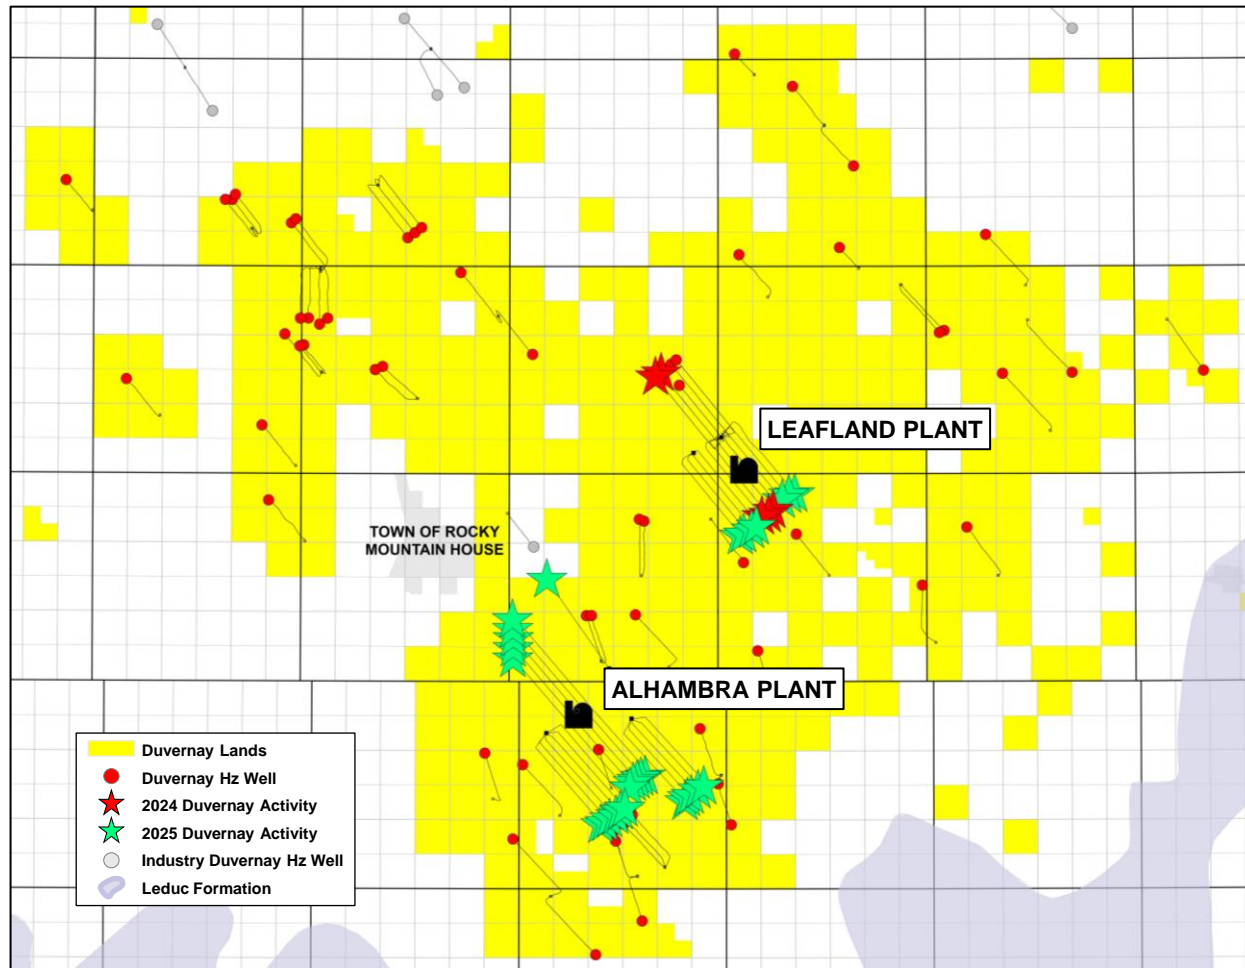 LEAFLAND PLANT
TOWN OF ROCKY
MOUNTAIN HOUSE
ALHAMBRA PLANT
Duvernay Lands
Duvernay Hz Well
2024 Duvernay Activity
2025 Duvernay Activity
Industry Duvernay Hz Well
Leduc Formation